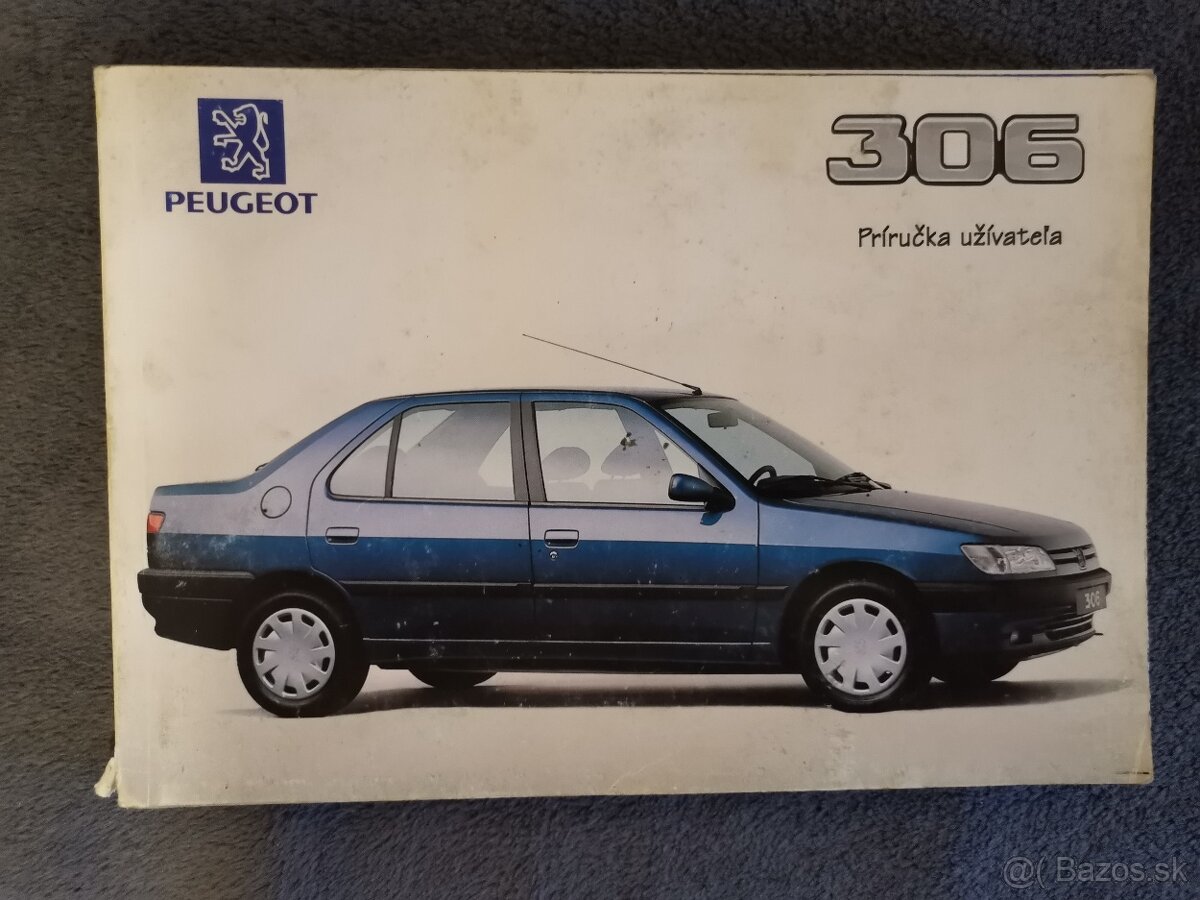 PEUGEOT
306
Príručka užívateľa
306
@( Bazos.sk